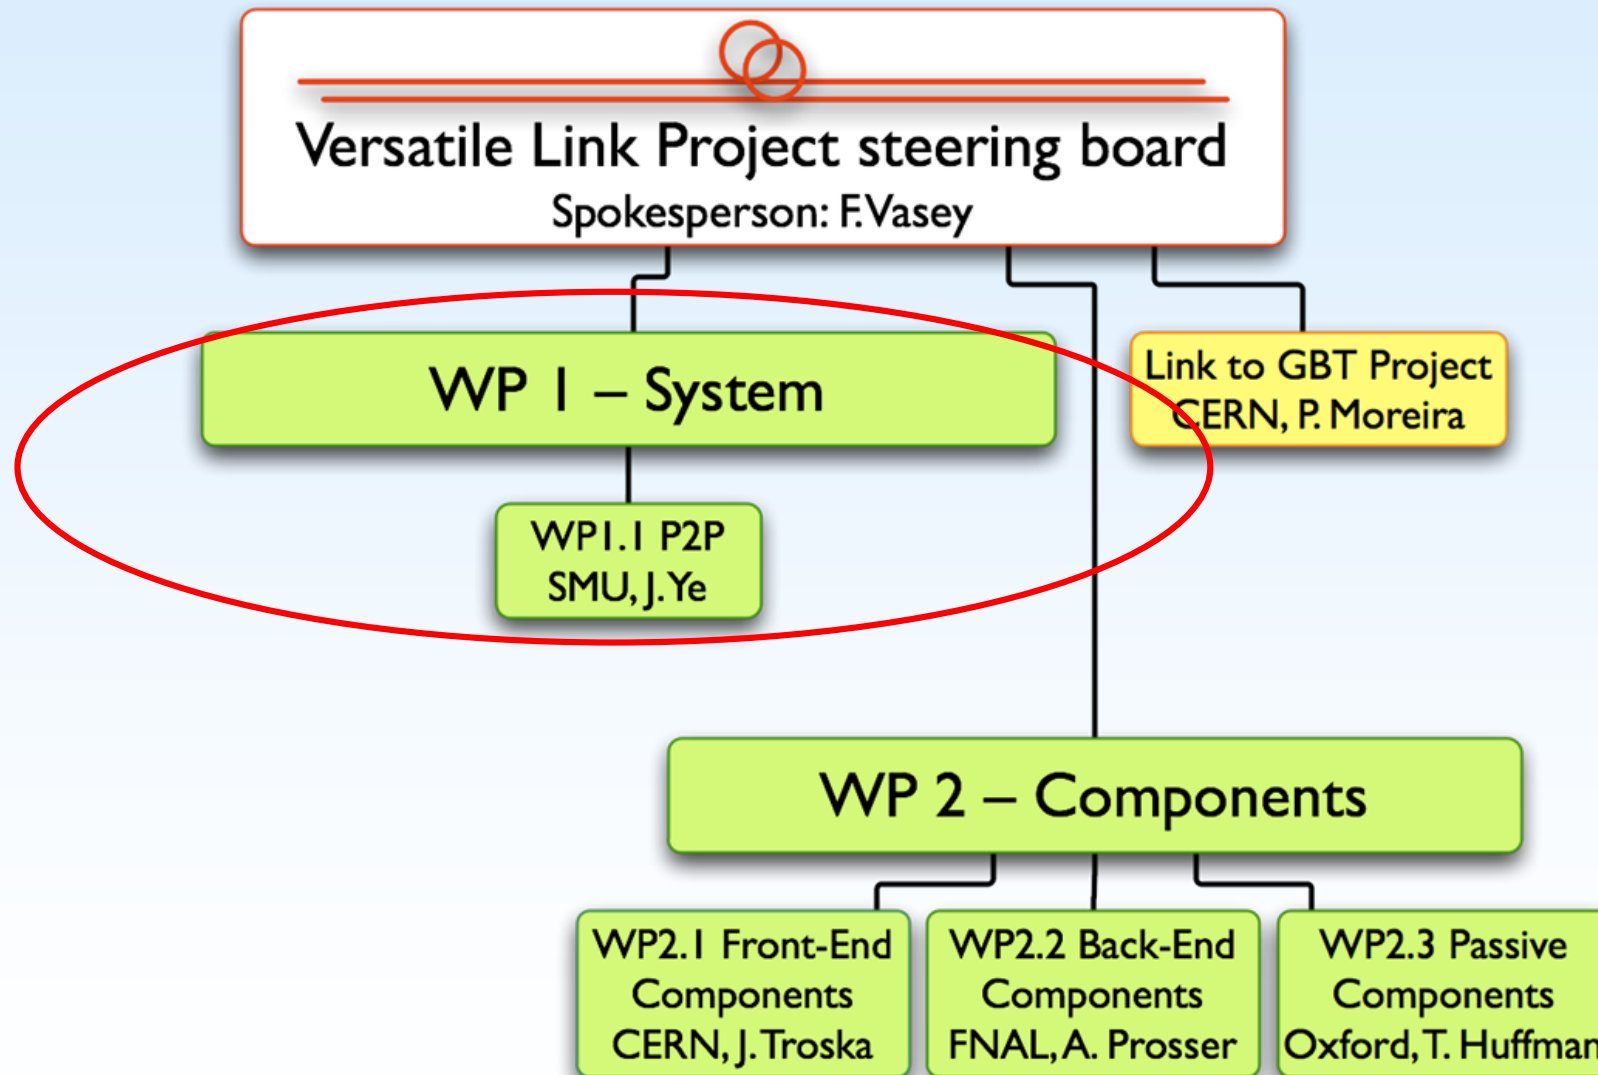 Versatile Link Project steering board
Spokesperson: F. Vasey
WP 1 – System
Link to GBT Project
CERN, P. Moreira
WP1.1 P2P
SMU, J. Ye
WP 2 – Components
WP2.1 Front-End
Components
CERN, J. Troska
WP2.2 Back-End
Components
FNAL, A. Prosser
WP2.3 Passive
Components
Oxford, T. Huffman